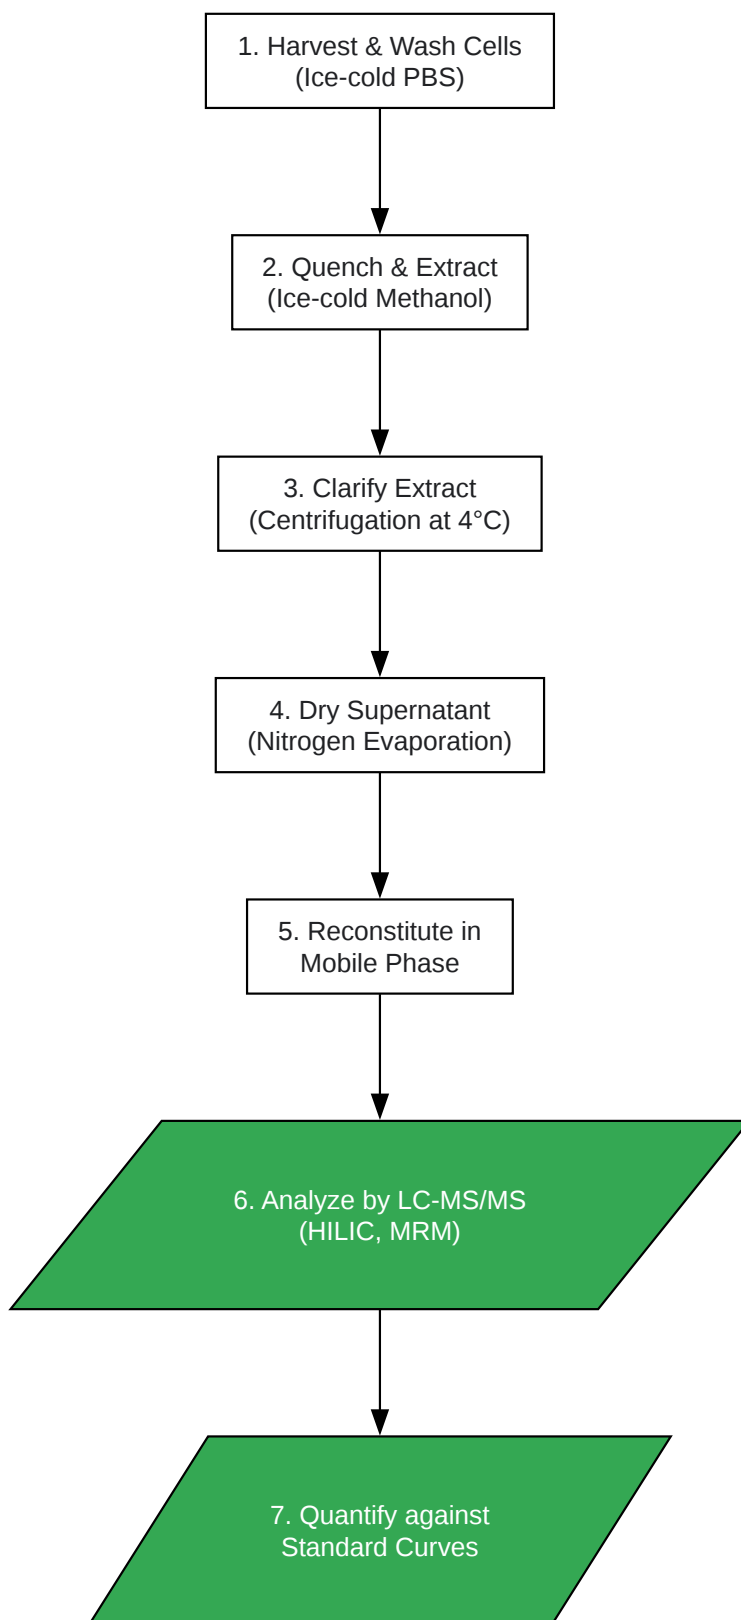 1. Harvest & Wash Cells
(Ice-cold PBS)
2. Quench & Extract
(Ice-cold Methanol)
3. Clarify Extract
(Centrifugation at 4°C)
4. Dry Supernatant
(Nitrogen Evaporation)
5. Reconstitute in
Mobile Phase
6. Analyze by LC-MS/MS
(HILIC, MRM)
7. Quantify against
Standard Curves